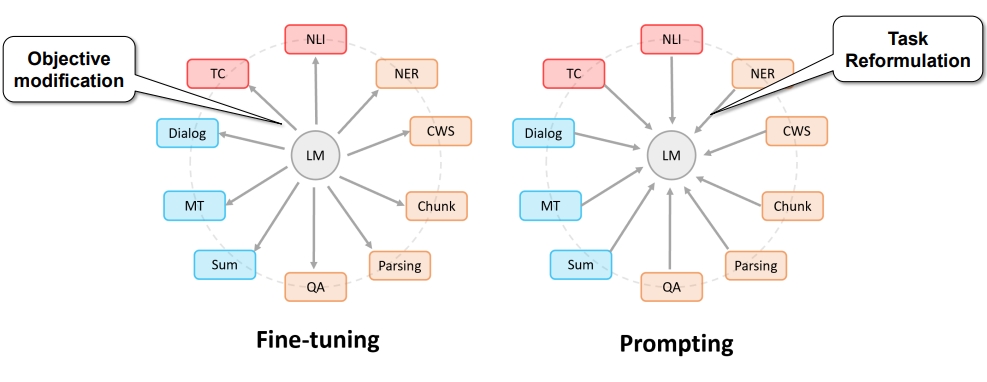 Objective
modification
NLI
TC
NER
Dialog
CWS
LM
MT
Chunk
Sum
Parsing
QA
Fine-tuning
Task
Reformulation
NLI
TC
NER
Dialog
CWS
LM
MT
Chunk
Sum
Parsing
QA
Prompting